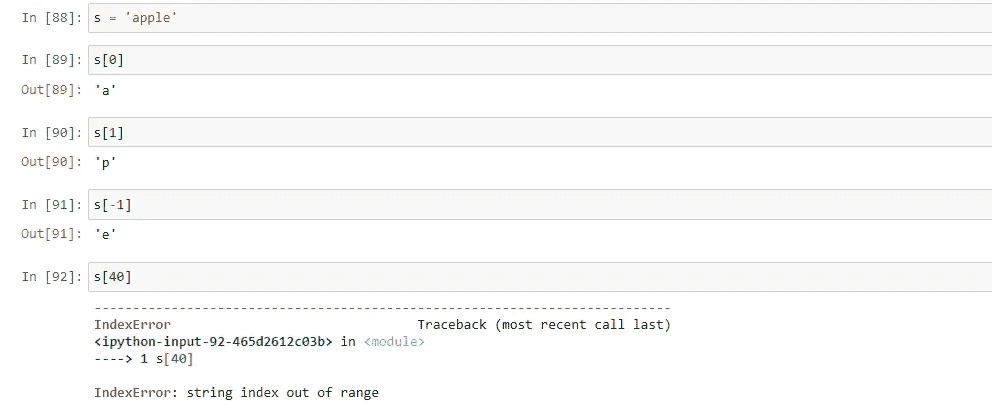 In [88]: s = 'apple'
In [89]: s[0]
Out[89]: 'a'
In [90]: s[1]
Out[90]: 'p'
In [91]: s[-1]
Out[91]: 'e'
In [92]: s[40]
---------------------------------------------------------------------------
IndexError                                Traceback (most recent call last)
<ipython-input-92-465d2612c03b> in <module>
----> 1 s[40]
IndexError: string index out of range